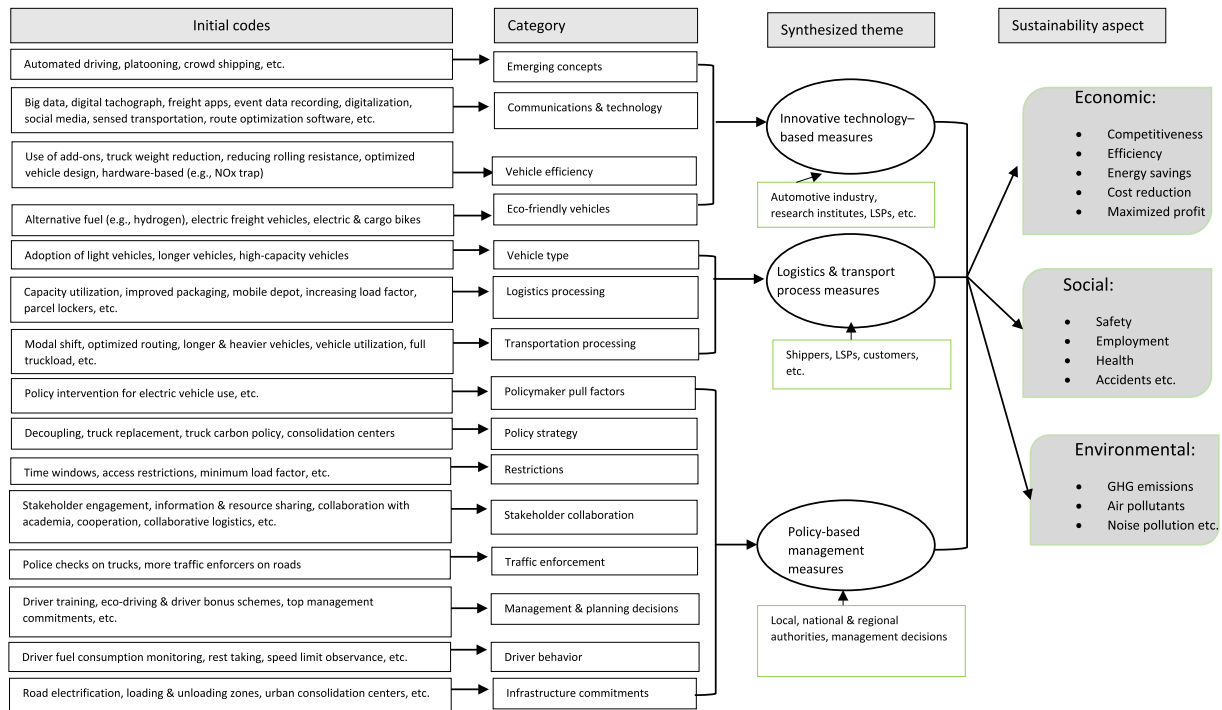 Initial codes
Category
Synthesized theme
Sustainability aspect
Automated driving, platooning, crowd shipping, etc.
Emerging concepts
Big data, digital tachograph, freight apps, event data recording, digitalization,
social media, sensed transportation, route optimization software, etc.
Communications & technology
Use of add-ons, truck weight reduction, reducing rolling resistance, optimized
vehicle design, hardware-based (e.g., NOx trap)
Vehicle efficiency
Alternative fuel (e.g., hydrogen), electric freight vehicles, electric & cargo bikes
Eco-friendly vehicles
Adoption of light vehicles, longer vehicles, high-capacity vehicles
Vehicle type
Capacity utilization, improved packaging, mobile depot, increasing load factor,
parcel lockers, etc.
Logistics processing
Modal shift, optimized routing, longer & heavier vehicles, vehicle utilization, full
truckload, etc.
Transportation processing
Policy intervention for electric vehicle use, etc.
Policymaker pull factors
Decoupling, truck replacement, truck carbon policy, consolidation centers
Policy strategy
Time windows, access restrictions, minimum load factor, etc.
Restrictions
Stakeholder engagement, information & resource sharing, collaboration with
academia, cooperation, collaborative logistics, etc.
Stakeholder collaboration
Police checks on trucks, more traffic enforcers on roads
Traffic enforcement
Driver training, eco-driving & driver bonus schemes, top management
commitments, etc.
Management & planning decisions
Driver fuel consumption monitoring, rest taking, speed limit observance, etc.
Driver behavior
Road electrification, loading & unloading zones, urban consolidation centers, etc.
Infrastructure commitments
Innovative technology–
based measures
Automotive industry,
research institutes, LSPs, etc.
Logistics & transport
process measures
Shippers, LSPs, customers,
etc.
Policy-based
management
measures
Local, national & regional
authorities, management decisions
Economic:
• Competitiveness
• Efficiency
• Energy savings
• Cost reduction
• Maximized profit
Social:
• Safety
• Employment
• Health
• Accidents etc.
Environmental:
• GHG emissions
• Air pollutants
• Noise pollution etc.